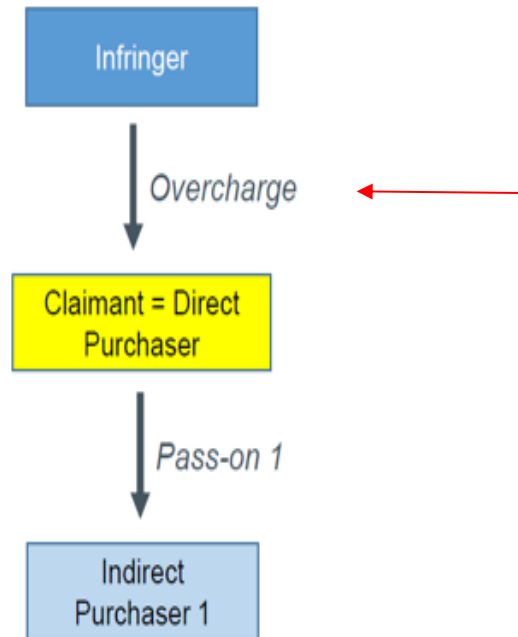 Infringer
Overcharge
Claimant = Direct
Purchaser
Pass-on 1
Indirect
Purchaser 1